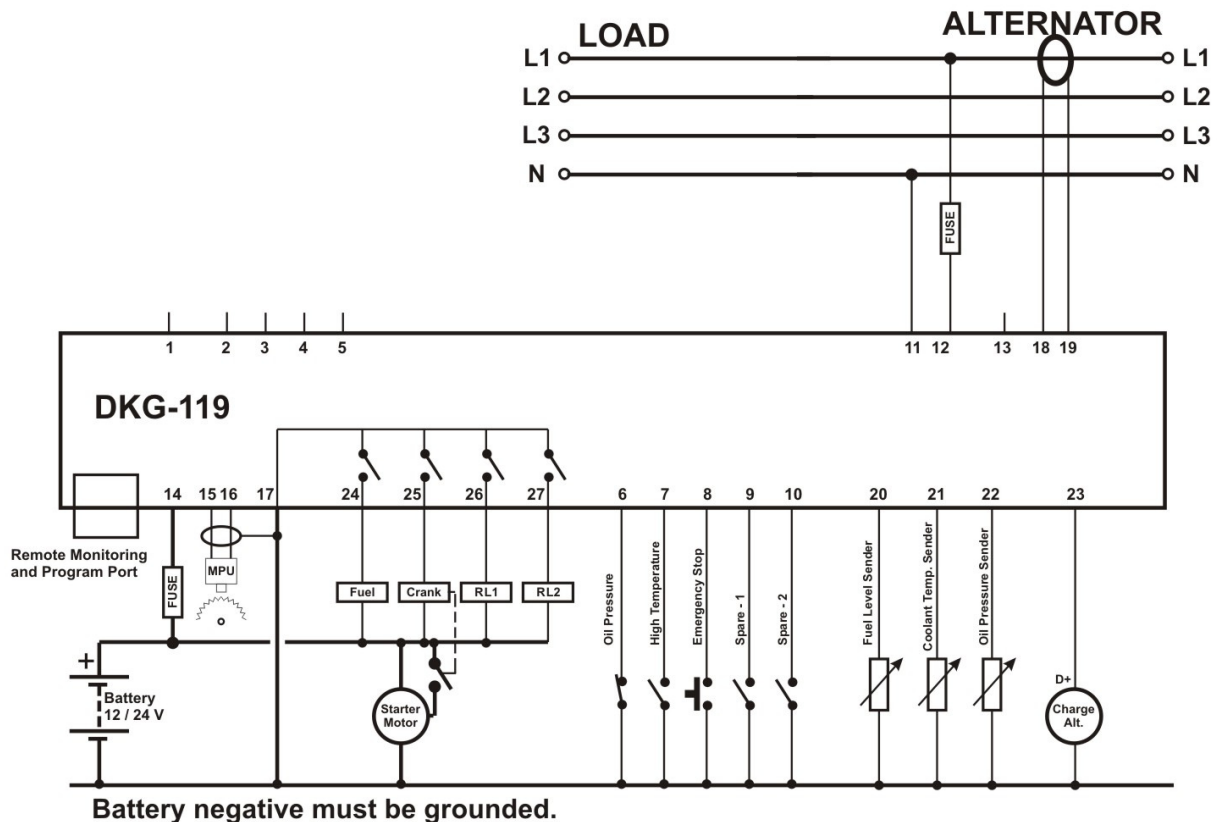 LOAD
ALTERNATOR
L1
L1
L2
L2
L3
L3
N
N
FUSE
1 2 3 4 5 11 12 13 18 19
DKG-119
14 15 16 17 24 25 26 27 6 7 8 9 10 20 21 22 23
Remote Monitoring
and Program Port
FUSE
MPU
Fuel Crank RL1 RL2
Oil Pressure
High Temperature
Emergency Stop
Spare - 1
Spare - 2
Fuel Level Sender
Coolant Temp. Sender
Oil Pressure Sender
+
Battery
12 / 24 V
Starter
Motor
D+
Charge
Alt.
Battery negative must be grounded.